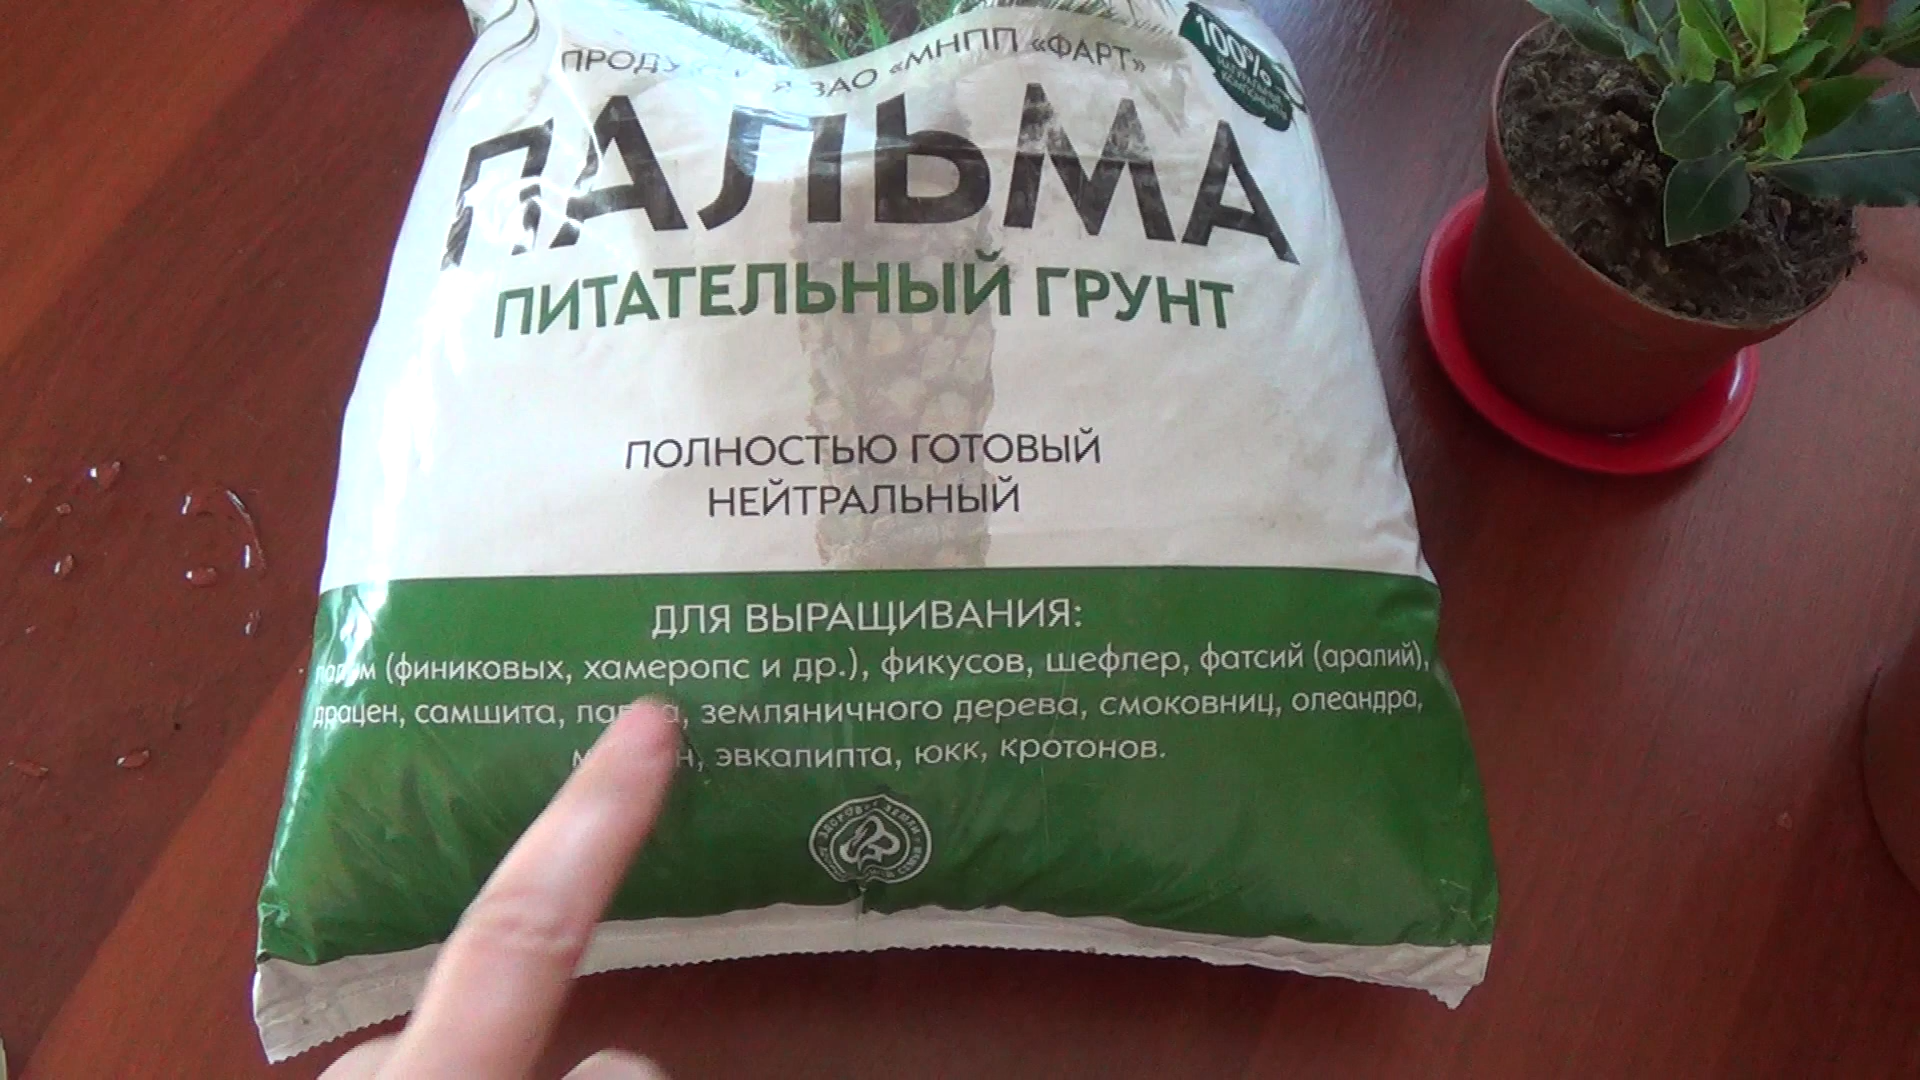 ЗАО «МНПП «ФАРТ»
100%
ПАЛЬМА
ПИТАТЕЛЬНЫЙ ГРУНТ
ПОЛНОСТЬЮ ГОТОВЫЙ
НЕЙТРАЛЬНЫЙ
ДЛЯ ВЫРАЩИВАНИЯ:
(финиковых, хамеропс и др.), фикусов, шефлер, фатсий (аралий),
драцен, самшита, земляничного дерева, смоковниц, олеандра,
эвкалипта, юкк, кротонов.